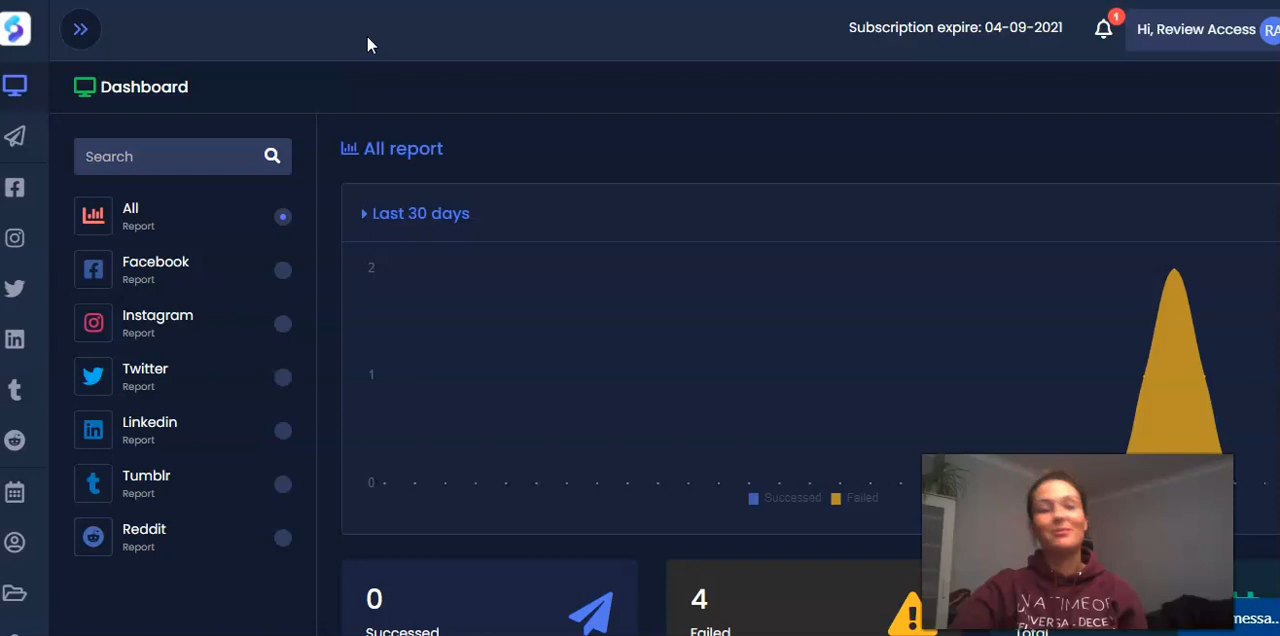 Subscription expire: 04-09-2021
1
Hi, Review Access
RA
Dashboard
Search
All report
All
Report
Last 30 days
Facebook
Report
2
Instagram
Report
Twitter
Report
1
Linkedin
Report
Tumblr
Report
0
Successed
Failed
Reddit
Report
0
Successed
4
Failed
Total
messa...